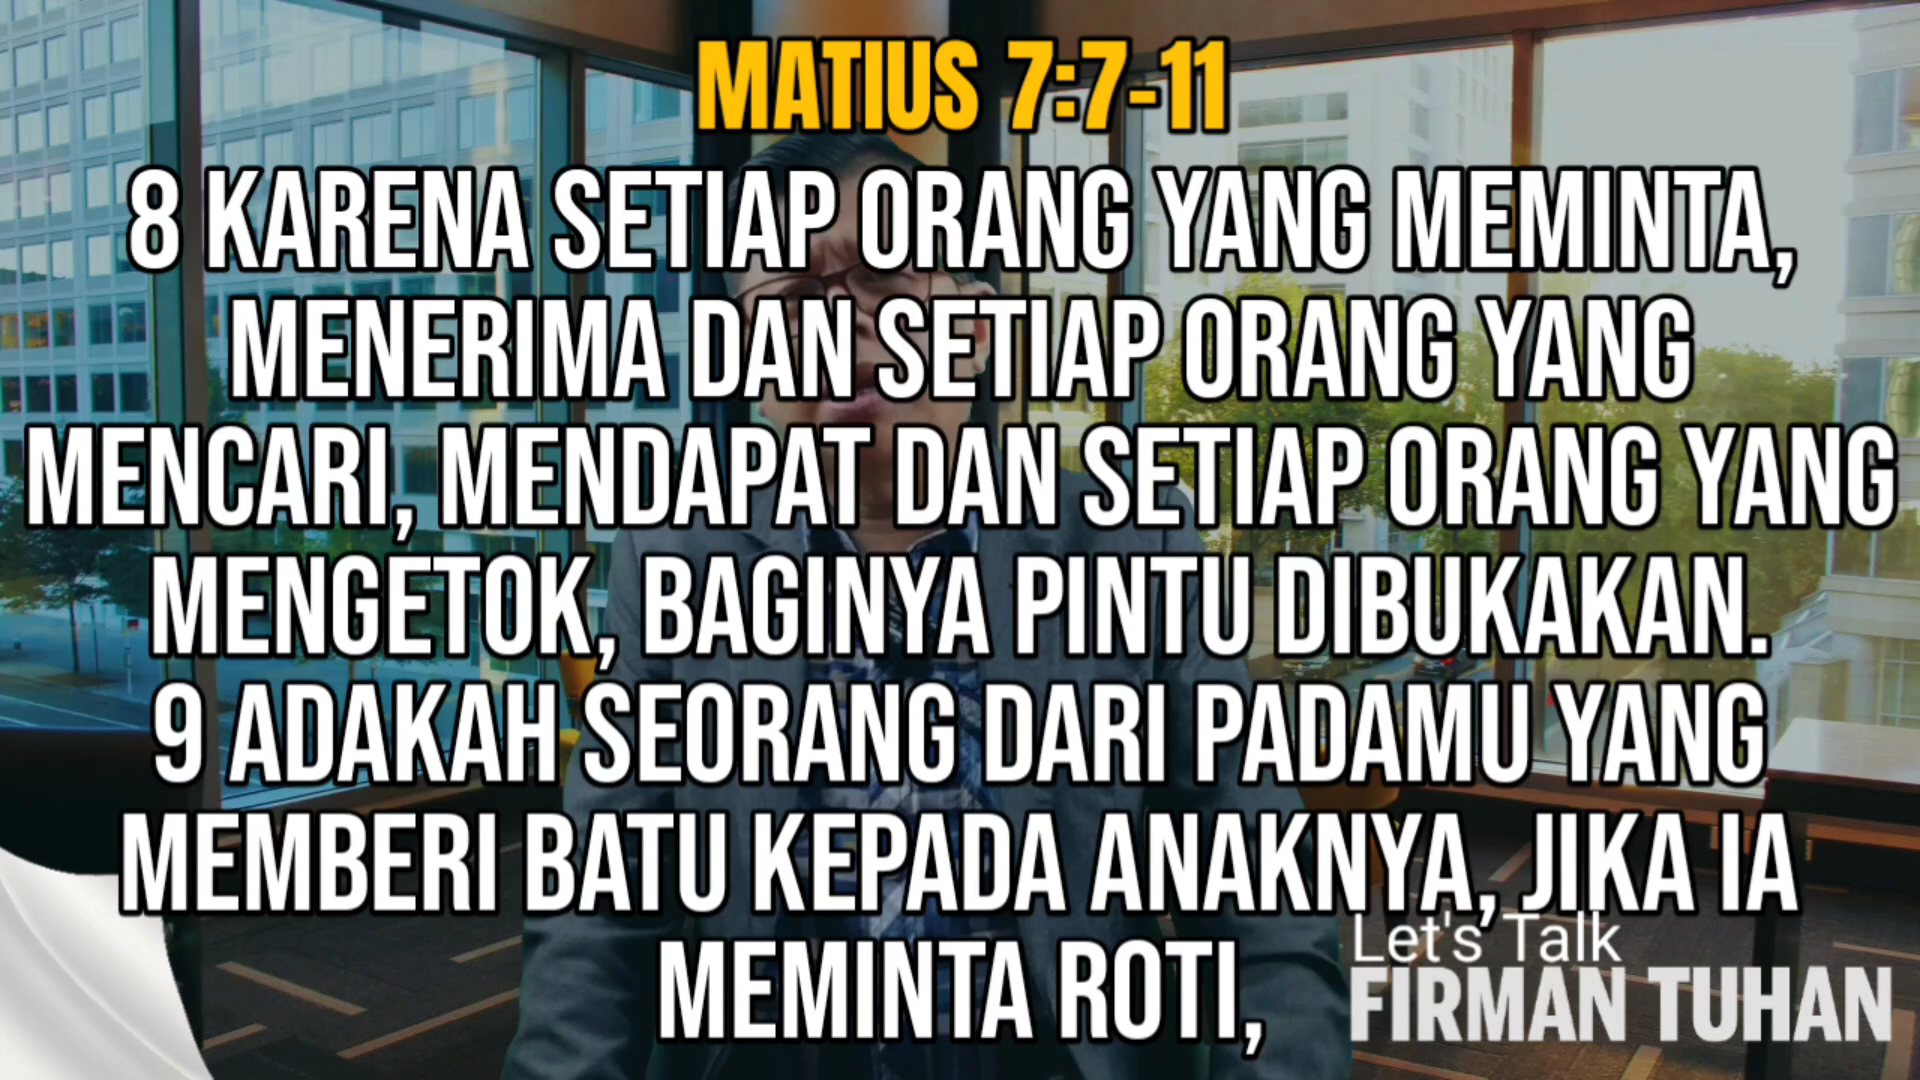 MATIUS 7:7-11
8 KARENA SETIAP ORANG YANG MEMINTA,
MENERIMA DAN SETIAP ORANG YANG
MENCARI, MENDAPAT DAN SETIAP ORANG YANG
MENGETOK, BAGINYA PINTU DIBUKAKAN.
9 ADAKAH SEORANG DARI PADAMU YANG
MEMBERI BATU KEPADA ANAKNYA, JIKA IA
MEMINTA ROTI,
Let's Talk
FIRMAN TUHAN